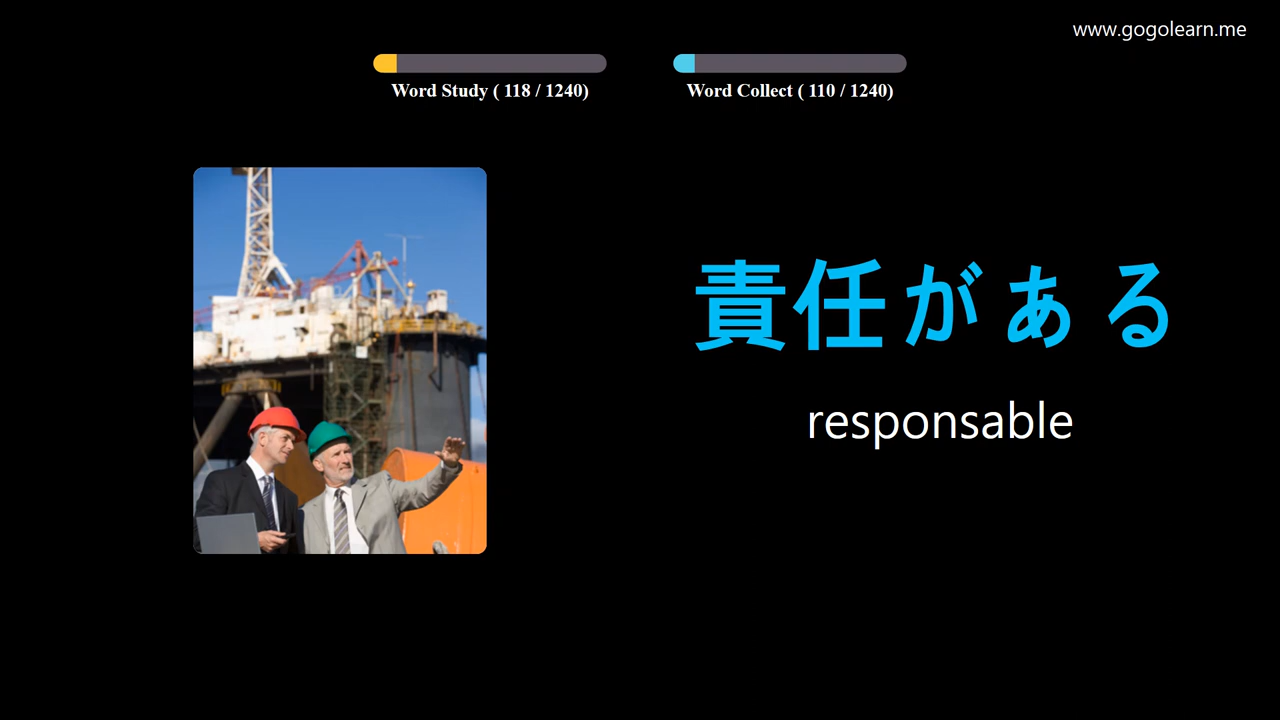 www.gogolearn.me
Word Study ( 118 / 1240)
Word Collect ( 110 / 1240)
責任がある
responsable